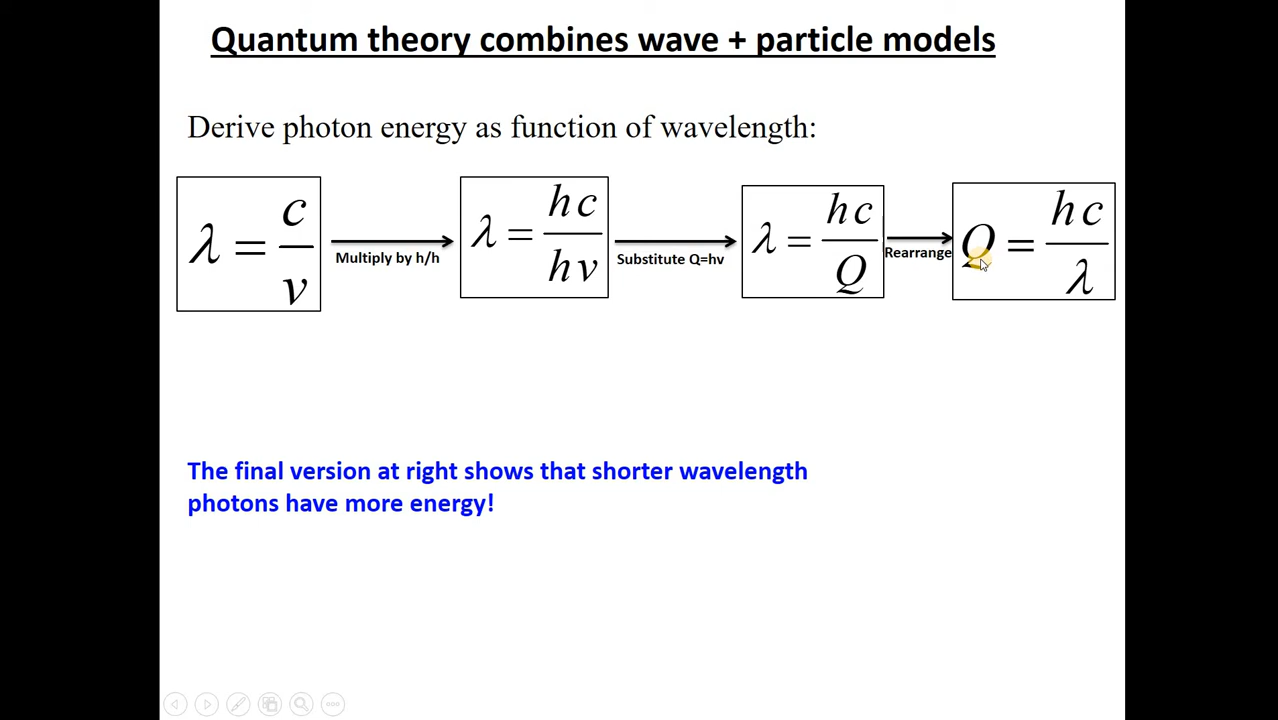 Quantum theory combines wave + particle models
Derive photon energy as function of wavelength:
λ = c/ν
Multiply by h/h
λ = hc/hν
Substitute Q=hv
λ = hc/Q
Rearrange
Q = hc/λ
The final version at right shows that shorter wavelength
photons have more energy!